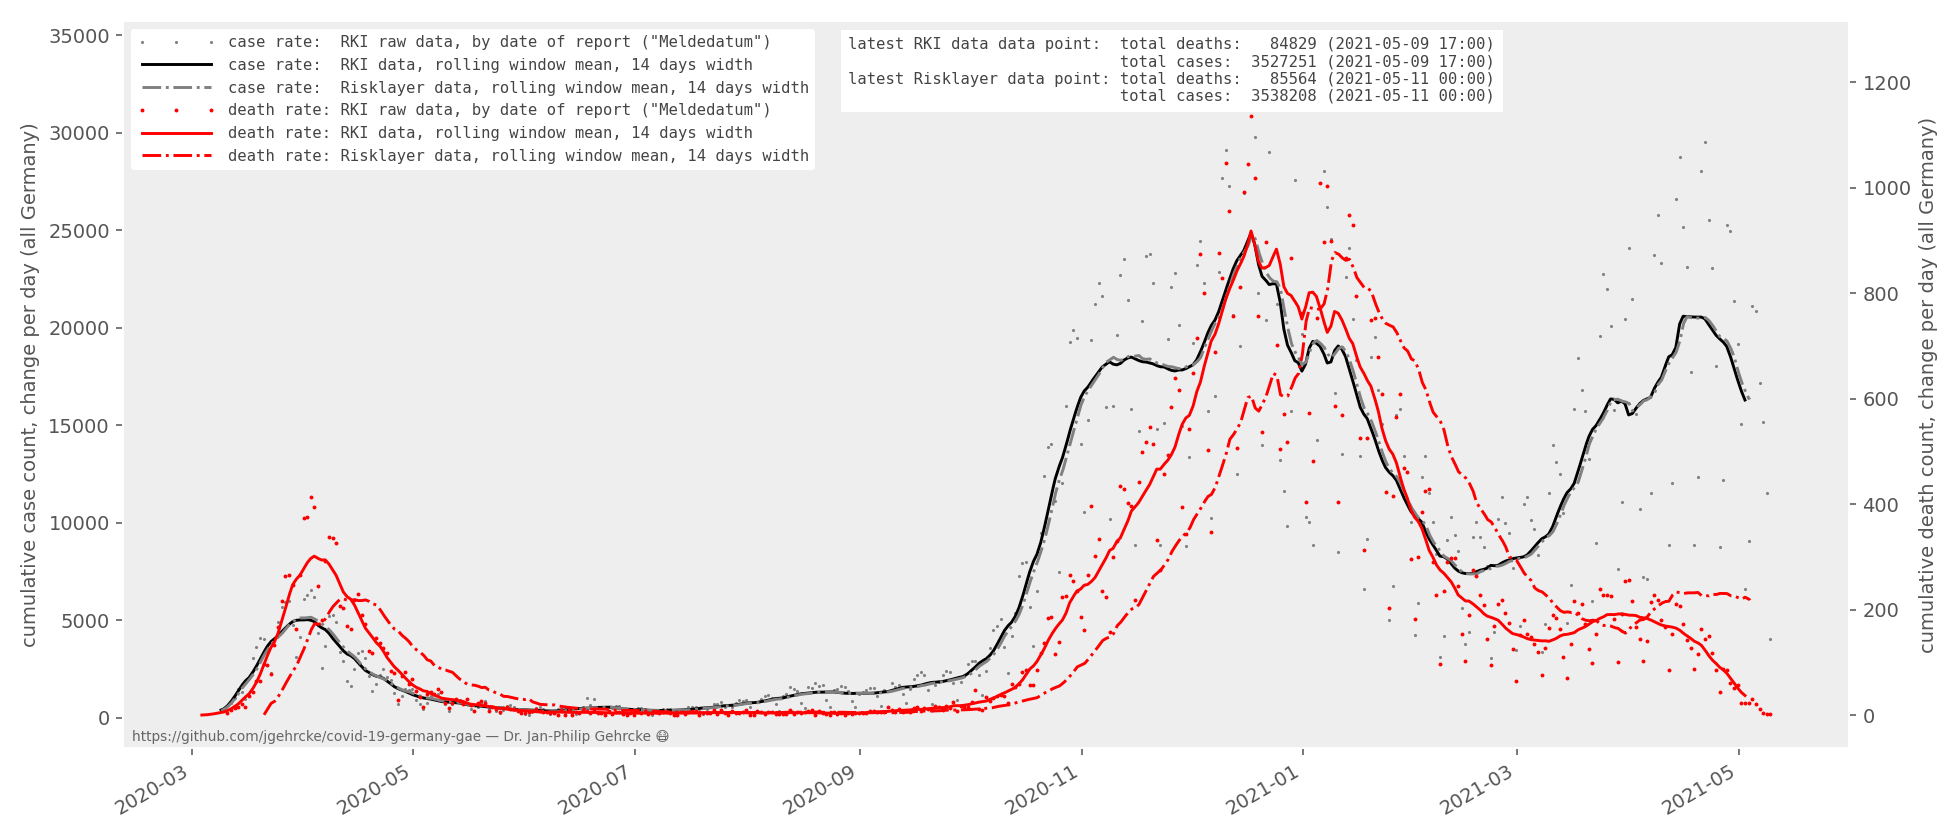 case rate:  RKI raw data, by date of report ("Meldedatum")
case rate:  RKI data, rolling window mean, 14 days width
case rate:  Risklayer data, rolling window mean, 14 days width
death rate: RKI raw data, by date of report ("Meldedatum")
death rate: RKI data, rolling window mean, 14 days width
death rate: Risklayer data, rolling window mean, 14 days width
latest RKI data data point:  total deaths:   84829 (2021-05-09 17:00)
total cases:  3527251 (2021-05-09 17:00)
latest Risklayer data point: total deaths:   85564 (2021-05-11 00:00)
total cases:  3538208 (2021-05-11 00:00)
cumulative case count, change per day (all Germany)
35000
30000
25000
20000
15000
10000
5000
0
cumulative death count, change per day (all Germany)
1200
1000
800
600
400
200
0
https://github.com/jgehrcke/covid-19-germany-gae — Dr. Jan-Philip Gehrcke 😷
2020-03
2020-05
2020-07
2020-09
2020-11
2021-01
2021-03
2021-05